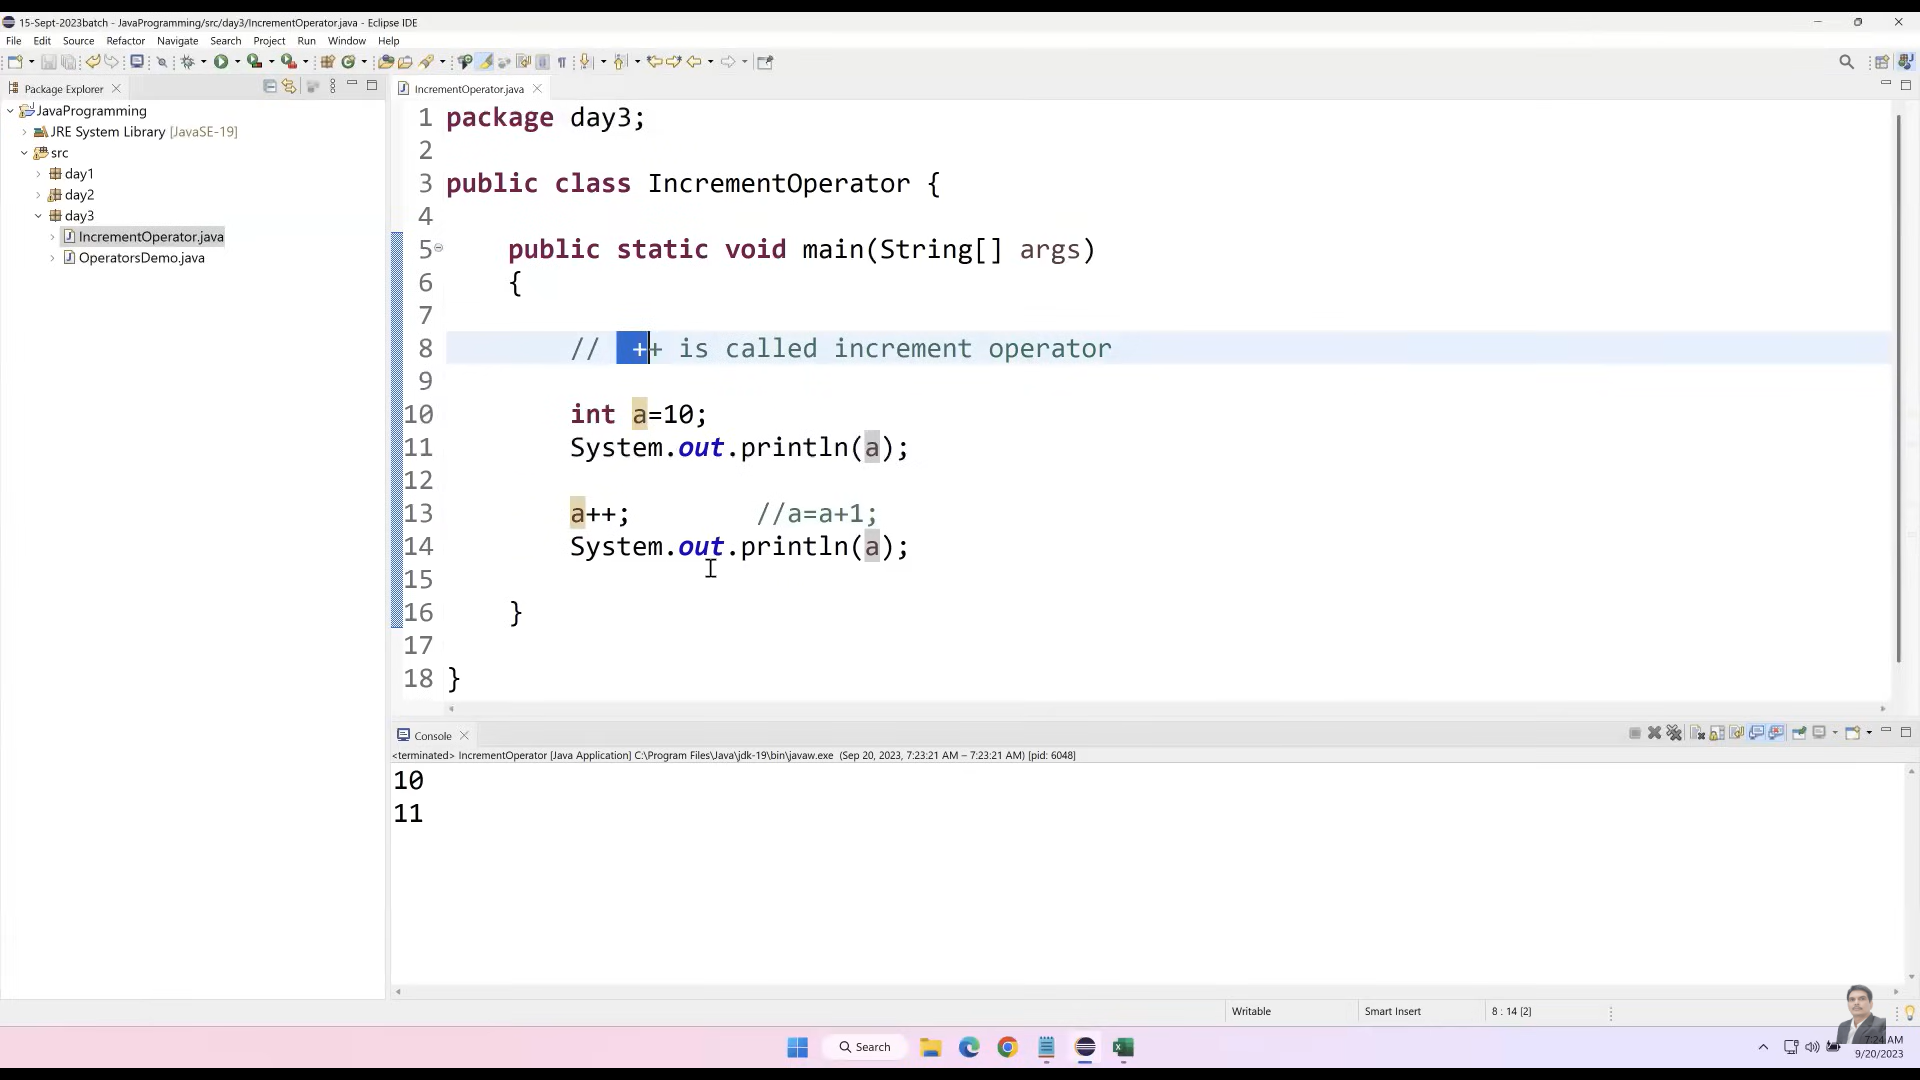 15-Sept-2023batch - JavaProgramming/src/day3/IncrementOperator.java - Eclipse IDE
File Edit Source Refactor Navigate Search Project Run Window Help
Package Explorer
JavaProgramming
JRE System Library [JavaSE-19]
src
day1
day2
day3
IncrementOperator.java
OperatorsDemo.java
IncrementOperator.java
1 package day3;
2
3 public class IncrementOperator {
4
5 public static void main(String[] args)
6 {
7
8 // ++ is called increment operator
9
10 int a=10;
11 System.out.println(a);
12
13 a++; //a=a+1;
14 System.out.println(a);
15
16 }
17
18 }
Console
<terminated> IncrementOperator [Java Application] C:\Program Files\Java\jdk-19\bin\javaw.exe (Sep 20, 2023, 7:23:21 AM – 7:23:21 AM) [pid: 6048]
10
11
Writable Smart Insert 8 : 14 [2]
Search
7:24 AM
9/20/2023